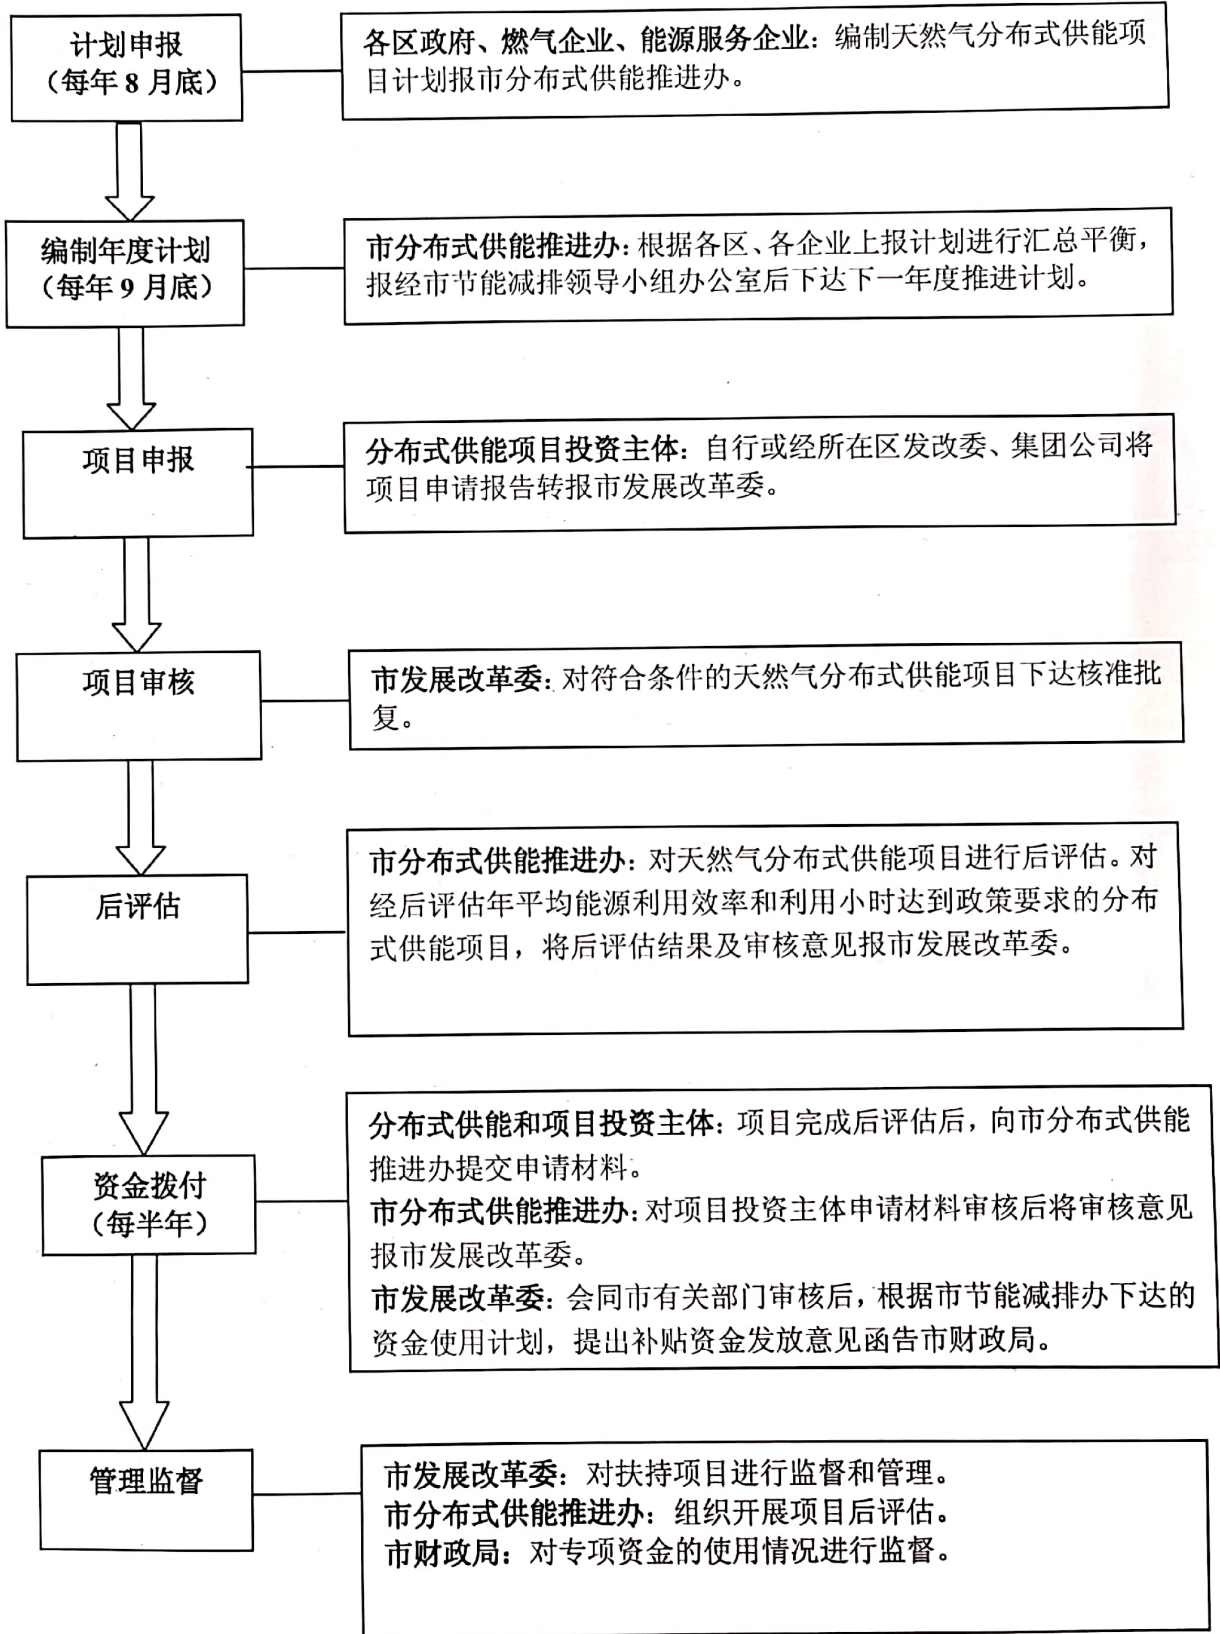 计划申报
（每年 8 月底）
各区政府、燃气企业、能源服务企业：编制天然气分布式供能项
目计划报市分布式供能推进办。
编制年度计划
（每年 9 月底）
市分布式供能推进办：根据各区、各企业上报计划进行汇总平衡，
报经市节能减排领导小组办公室后下达下一年度推进计划。
项目申报
分布式供能项目投资主体：自行或经所在区发改委、集团公司将
项目申请报告转报市发展改革委。
项目审核
市发展改革委：对符合条件的天然气分布式供能项目下达核准批
复。
后评估
市分布式供能推进办：对天然气分布式供能项目进行后评估。对
经后评估年平均能源利用效率和利用小时达到政策要求的分布
式供能项目，将后评估结果及审核意见报市发展改革委。
资金拨付
（每半年）
分布式供能和项目投资主体：项目完成后评估后，向市分布式供能
推进办提交申请材料。
市分布式供能推进办：对项目投资主体申请材料审核后将审核意见
报市发展改革委。
市发展改革委：会同市有关部门审核后，根据市节能减排办下达的
资金使用计划，提出补贴资金发放意见函告市财政局。
管理监督
市发展改革委：对扶持项目进行监督和管理。
市分布式供能推进办：组织开展项目后评估。
市财政局：对专项资金的使用情况进行监督。